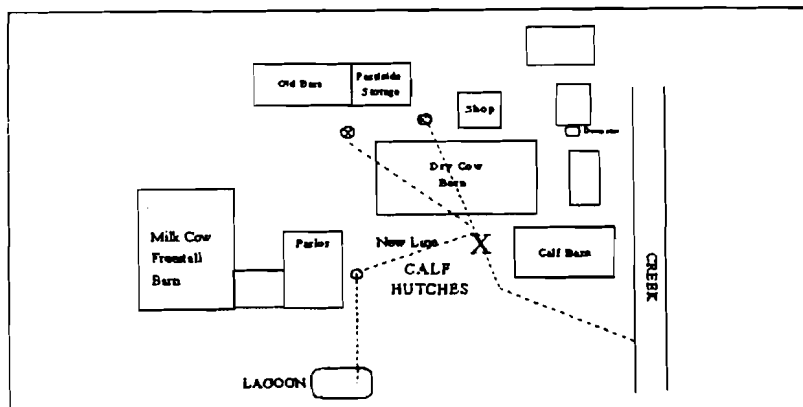 Old Barn
Pesticide
Storage
Shop
Dry Cow
Barn
Milk Cow
Freestall
Barn
Parlor
New Line
X
CALF
HUTCHES
Calf Barn
CREEK
LAGOON